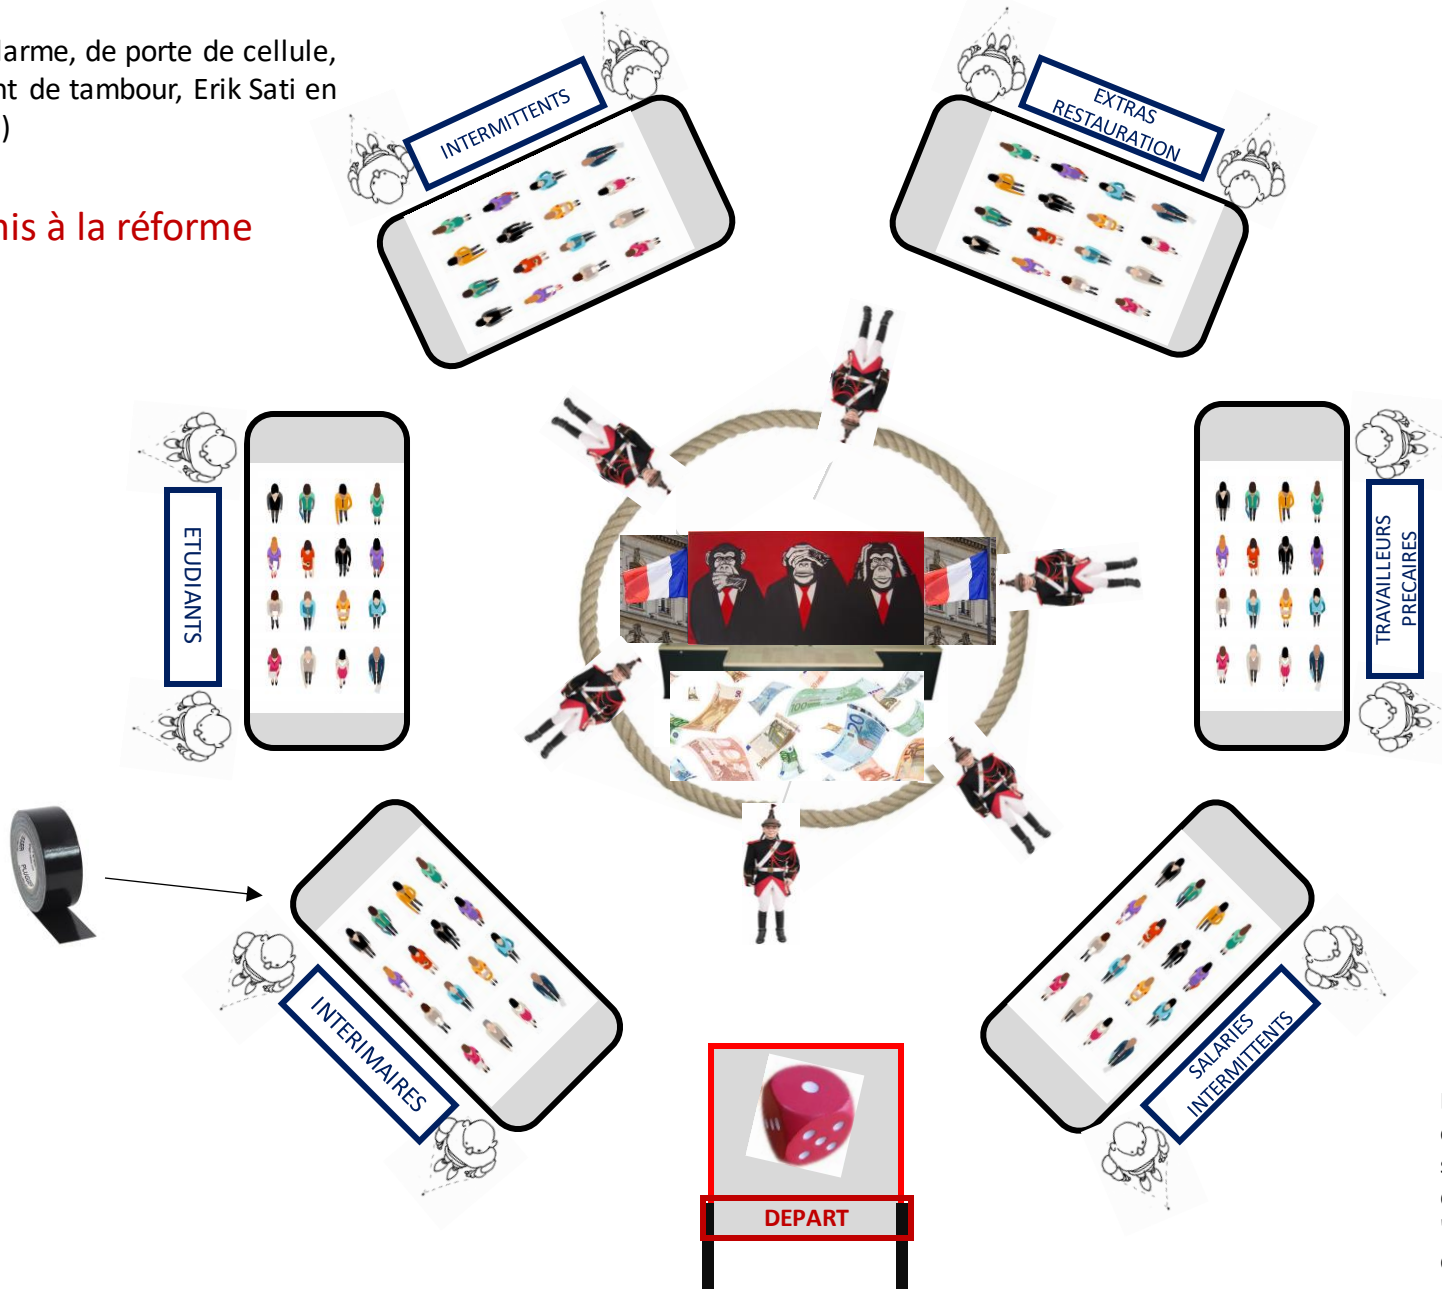 larme, de porte de cellule,
nt de tambour, Erik Sati en
)
nis à la réforme
INTERMITTENTS
EXTRAS
RESTAURATION
ETUDIANTS
TRAVAILLEURS
PRECAIRES
INTERIMAIRES
SALARIES
INTERMITTENTS
DEPART